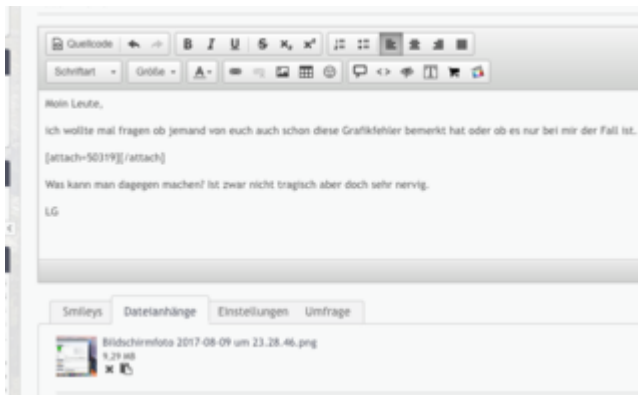 Quellcode B I U S x, x²
Schriftart Größe A T
Moin Leute,
ich wollte mal fragen ob jemand von euch auch schon diese Grafikfehler bemerkt hat oder ob es nur bei mir der Fall ist.
[attach=50319][/attach]
Was kann man dagegen machen? Ist zwar nicht tragisch aber doch sehr nervig.
LG
Smileys Dateianhänge Einstellungen Umfrage
Bildschirmfoto 2017-08-09 um 23.28.46.png
9,29 MB